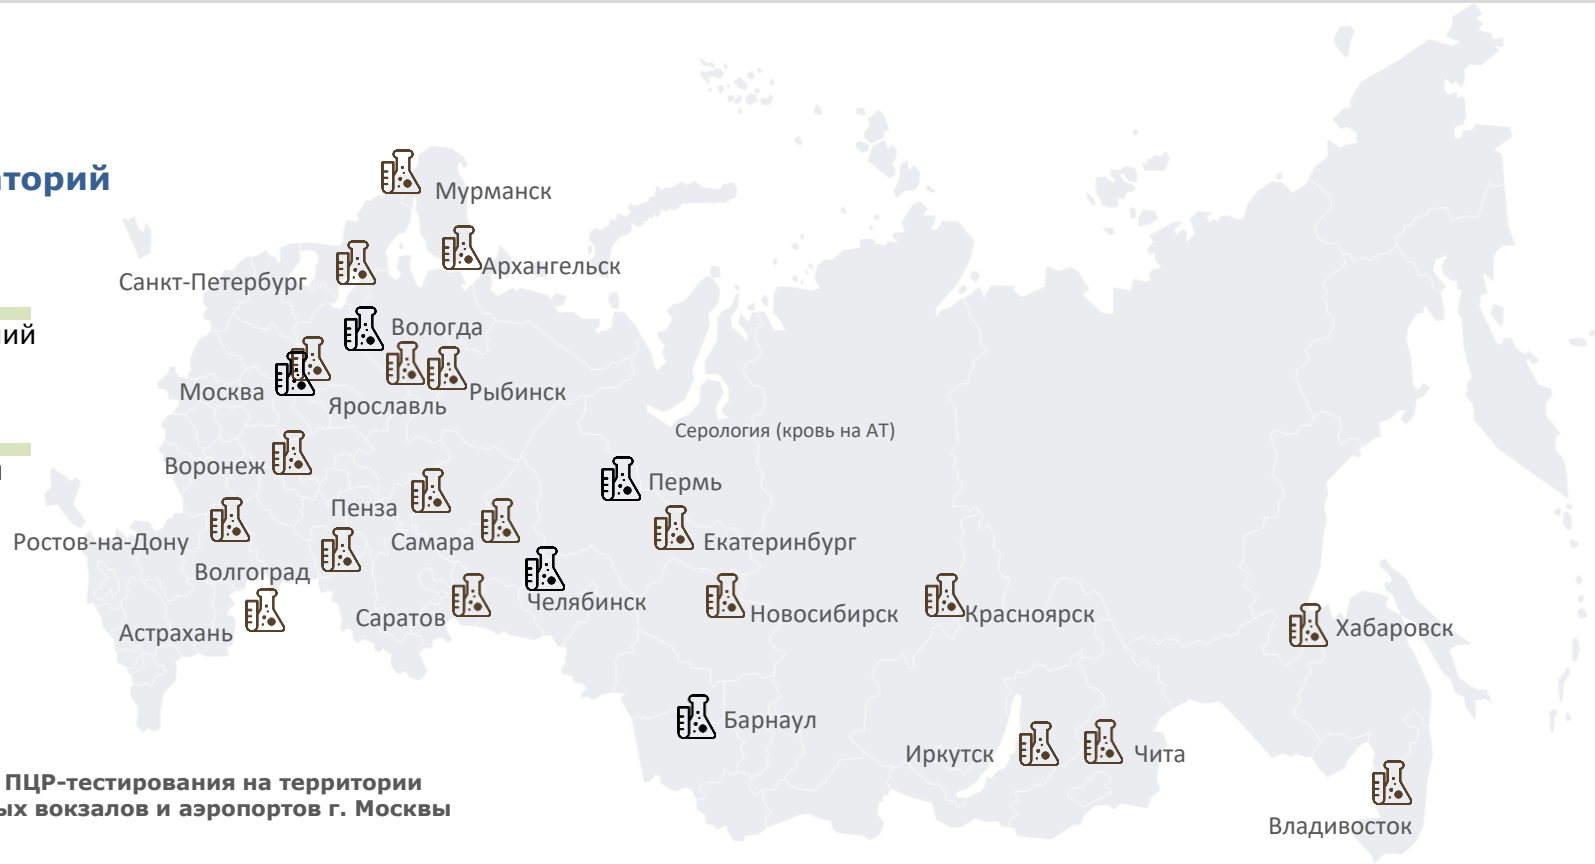 аторий
Мурманск
Архангельск
Санкт-Петербург
Вологда
ий
Москва
Ярославль
Рыбинск
Серология (кровь на АТ)
Воронеж
Пермь
Пенза
Ростов-на-Дону
Самара
Екатеринбург
Волгоград
Челябинск
Астрахань
Саратов
Новосибирск
Красноярск
Хабаровск
Барнаул
Иркутск
Чита
ПЦР-тестирования на территории
ых вокзалов и аэропортов г. Москвы
Владивосток